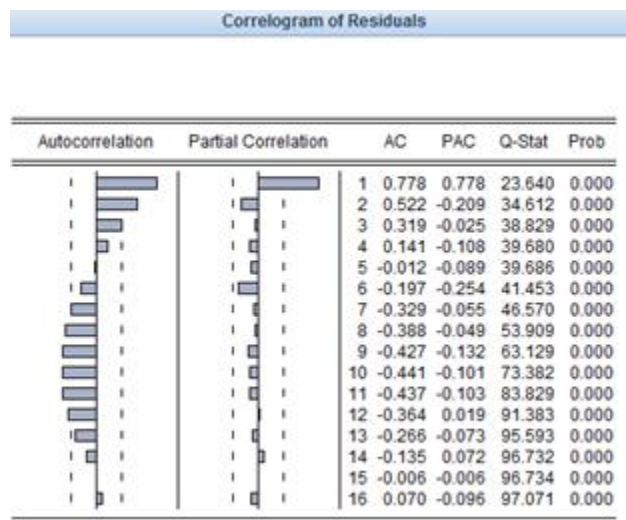 Correlogram of Residuals
Autocorrelation Partial Correlation AC PAC Q-Stat Prob
1 0.778 0.778 23.640 0.000
2 0.522 -0.209 34.612 0.000
3 0.319 -0.025 38.829 0.000
4 0.141 -0.108 39.680 0.000
5 -0.012 -0.089 39.686 0.000
6 -0.197 -0.254 41.453 0.000
7 -0.329 -0.055 46.570 0.000
8 -0.388 -0.049 53.909 0.000
9 -0.427 -0.132 63.129 0.000
10 -0.441 -0.101 73.382 0.000
11 -0.437 -0.103 83.829 0.000
12 -0.364 0.019 91.383 0.000
13 -0.266 -0.073 95.593 0.000
14 -0.135 0.072 96.732 0.000
15 -0.006 -0.006 96.734 0.000
16 0.070 -0.096 97.071 0.000